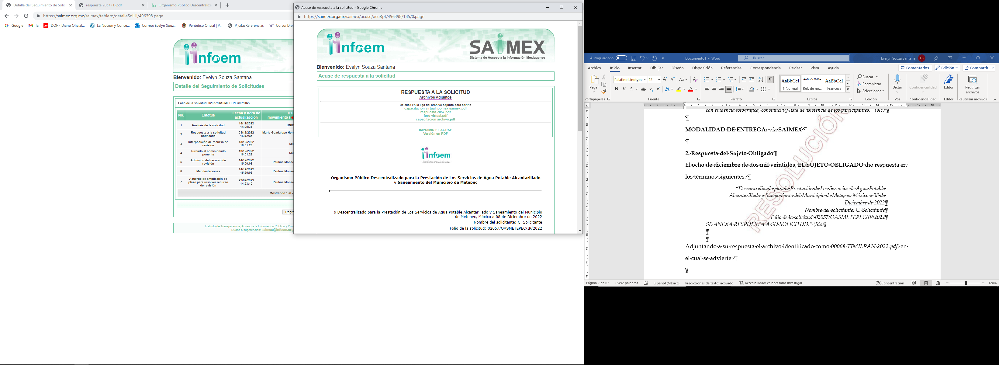 Detalle del Seguimiento de Solic
respuesta 2057 (1).pdf
Organismo Público Descentraliza
https://saimex.org.mx/saimex/tablero/detalleSolUI/496398.page
Google
fa
DOF - Diario Oficial...
La Nocion y Conce...
Correo: Evelyn Souz...
Periódico Oficial | P...
P_citasReferencias
Curso: Dipl
infoem
Bienvenido: Evelyn Souza Santana
Detalle del Seguimiento de Solicitudes
Folio de la solicitud: 02057/OASMETEPEC/IP/2022
No. Estatus Fecha y hora de actualización Us movimiento (
1 Análisis de la solicitud 16/11/2022 14:05:35 UNID
2 Respuesta a la solicitud notificada 08/12/2022 16:42:45 Maria Guadalupe Her
3 Interposición de recurso de revisión 13/12/2022 16:51:28 Sol
4 Turnado al comisionado ponente 13/12/2022 16:51:28 Sol
5 Admisión del recurso de revisión 14/12/2022 15:50:09 Paulina Monse
6 Manifestaciones 14/12/2022 15:50:09 Paulina Monse
7 Acuerdo de ampliación de plazo para resolver recurso de revisión 23/02/2023 14:53:10 Paulina Monse
Mostrando 1 al 7
Regre
Instituto de Transparencia, Acceso a la Información Pública y Prot
Dudas o sugerencias: saimex@infoem.org
Acuse de respuesta a la solicitud - Google Chrome
https://saimex.org.mx/saimex/acuse/acuRpt/496398/185/0.page
infoem
SAIMEX
Sistema de Acceso a la Información Mexiquense
Bienvenido: Evelyn Souza Santana
Acuse de respuesta a la solicitud
RESPUESTA A LA SOLICITUD
Archivos Adjuntos
De click en la liga del archivo adjunto para abrirlo
capacitacion virtual ipomex saimex.pdf
respuesta 2057.pdf
foro virtual.pdf
capacitación archivo.pdf
IMPRIMIR EL ACUSE
Versión en PDF
infoem
Organismo Público Descentralizado para la Prestación de Los Servicios de Agua Potable Alcantarillado
y Saneamiento del Municipio de Metepec
o Descentralizado para la Prestación de Los Servicios de Agua Potable Alcantarillado y Saneamiento del Municipio
de Metepec, México a 08 de Diciembre de 2022
Nombre del solicitante: C. Solicitante
Folio de la solicitud: 02057/OASMETEPEC/IP/2022
Autoguardado
Documento1 - Word
Buscar
Evelyn Souza Santana
ES
Archivo Inicio Insertar Dibujar Diseño Disposición Referencias Correspondencia Revisar Vista Ayuda
Comentarios Edición Compartir
Pegar
Palatino Linotype 12
AaBbCcI AaBbCcDdEe AaBbCcI
¶ Normal Ref. de no... Francesa
Buscar
Reemplazar
Seleccionar
Dictar
Confidencialidad
Editor
Reutilizar archivos
Portapapeles Fuente Párrafo Estilos Edición Voz Confidencialidad Editor Reutilizar archivos
con·evidencia·fotográfica,·constancia·y·lista·de·asistencia·de·los·participantes.”·(sic)·¶
¶
MODALIDAD·DE·ENTREGA:·vía·SAIMEX·¶
¶
2.·Respuesta·del·Sujeto·Obligado¶
El·ocho·de·diciembre·de·dos·mil·veintidós,·EL·SUJETO·OBLIGADO·dio·respuesta·en·
los·términos·siguientes:·¶
“Descentralizado·para·la·Prestación·de·Los·Servicios·de·Agua·Potable·
Alcantarillado·y·Saneamiento·del·Municipio·de·Metepec,·México·a·08·de·
Diciembre·de·2022¶
Nombre·del·solicitante:·C.·Solicitante¶
Folio·de·la·solicitud:·02057/OASMETEPEC/IP/2022¶
SE·ANEXA·RESPUESTA·A·SU·SOLICITUD.”·(Sic)¶
¶
¶
Adjuntando·a·su·respuesta·el·archivo·identificado·como·00068·TIMILPAN·2022.pdf,·en·
el·cual·se·advierte:·¶
¶
RESOLUCIÓN
Página 2 de 67 13492 palabras Español (México) Predicciones de texto: activado Accesibilidad: es necesario investigar Concentración 120%